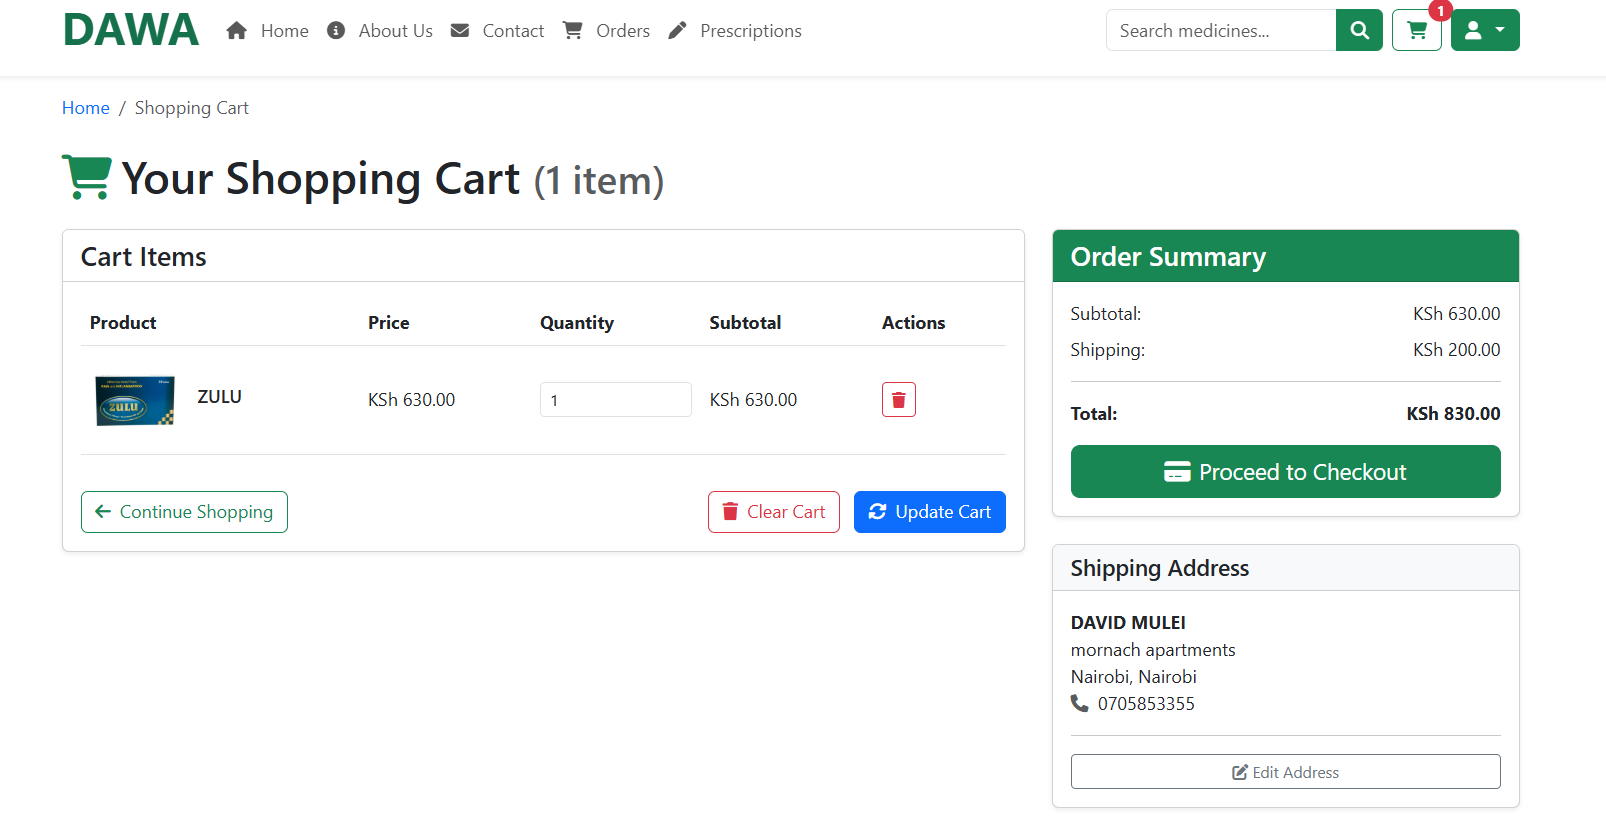 DAWA Home About Us Contact Orders Prescriptions Search medicines... 1
Home / Shopping Cart
Your Shopping Cart (1 item)
Cart Items
Product Price Quantity Subtotal Actions
ZULU
ZULU KSh 630.00 1 KSh 630.00
Continue Shopping Clear Cart Update Cart
Order Summary
Subtotal: KSh 630.00
Shipping: KSh 200.00
Total: KSh 830.00
Proceed to Checkout
Shipping Address
DAVID MULEI
mornach apartments
Nairobi, Nairobi
0705853355
Edit Address